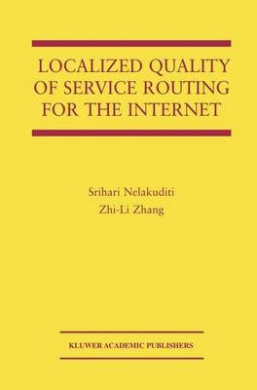 LOCALIZED QUALITY
OF SERVICE ROUTING
FOR THE INTERNET
Srihari Nelakuditi
Zhi-Li Zhang
KLUWER ACADEMIC PUBLISHERS